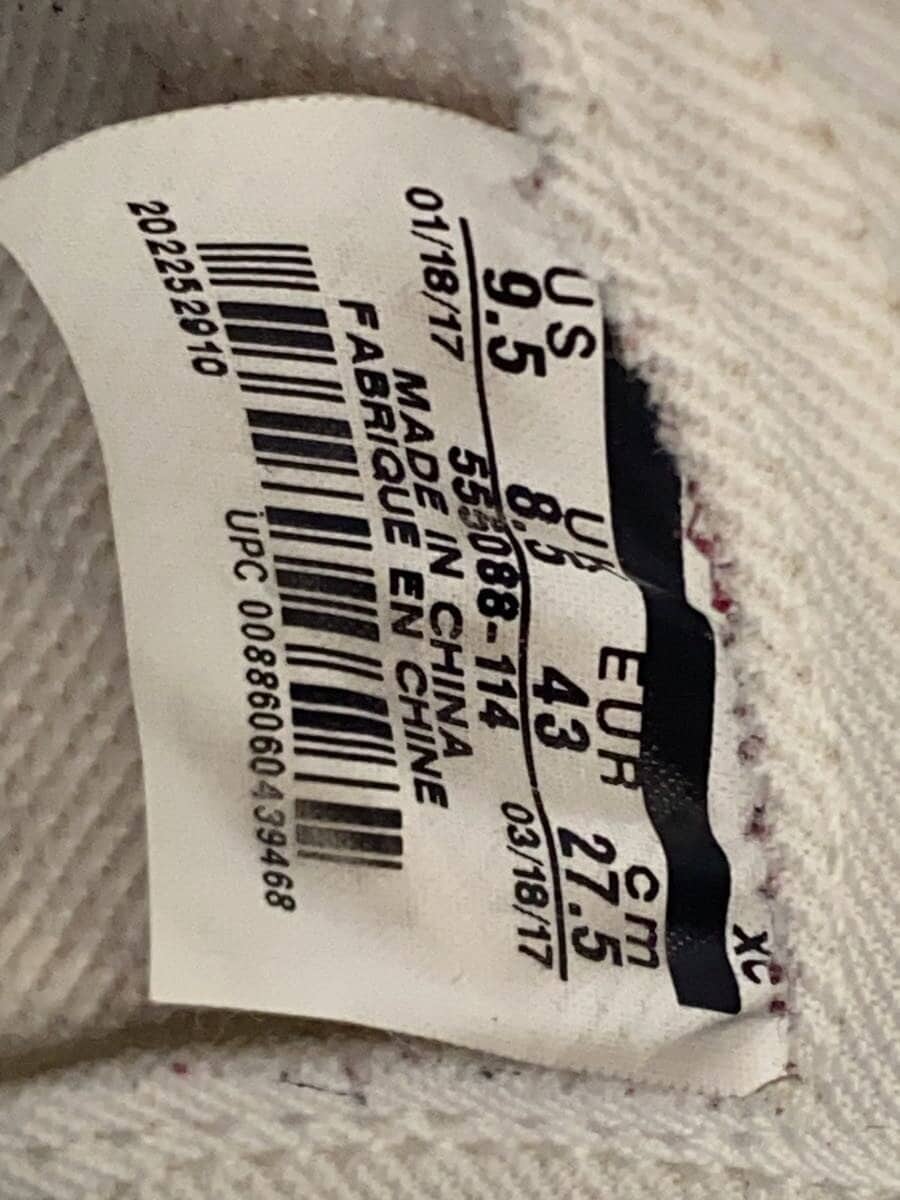 XC
US UK EUR cm
9.5 8.5 43 27.5
01/18/17 555088-114 03/18/17
MADE IN CHINA
FABRIQUE EN CHINE
UPC 00886060439468
202252910